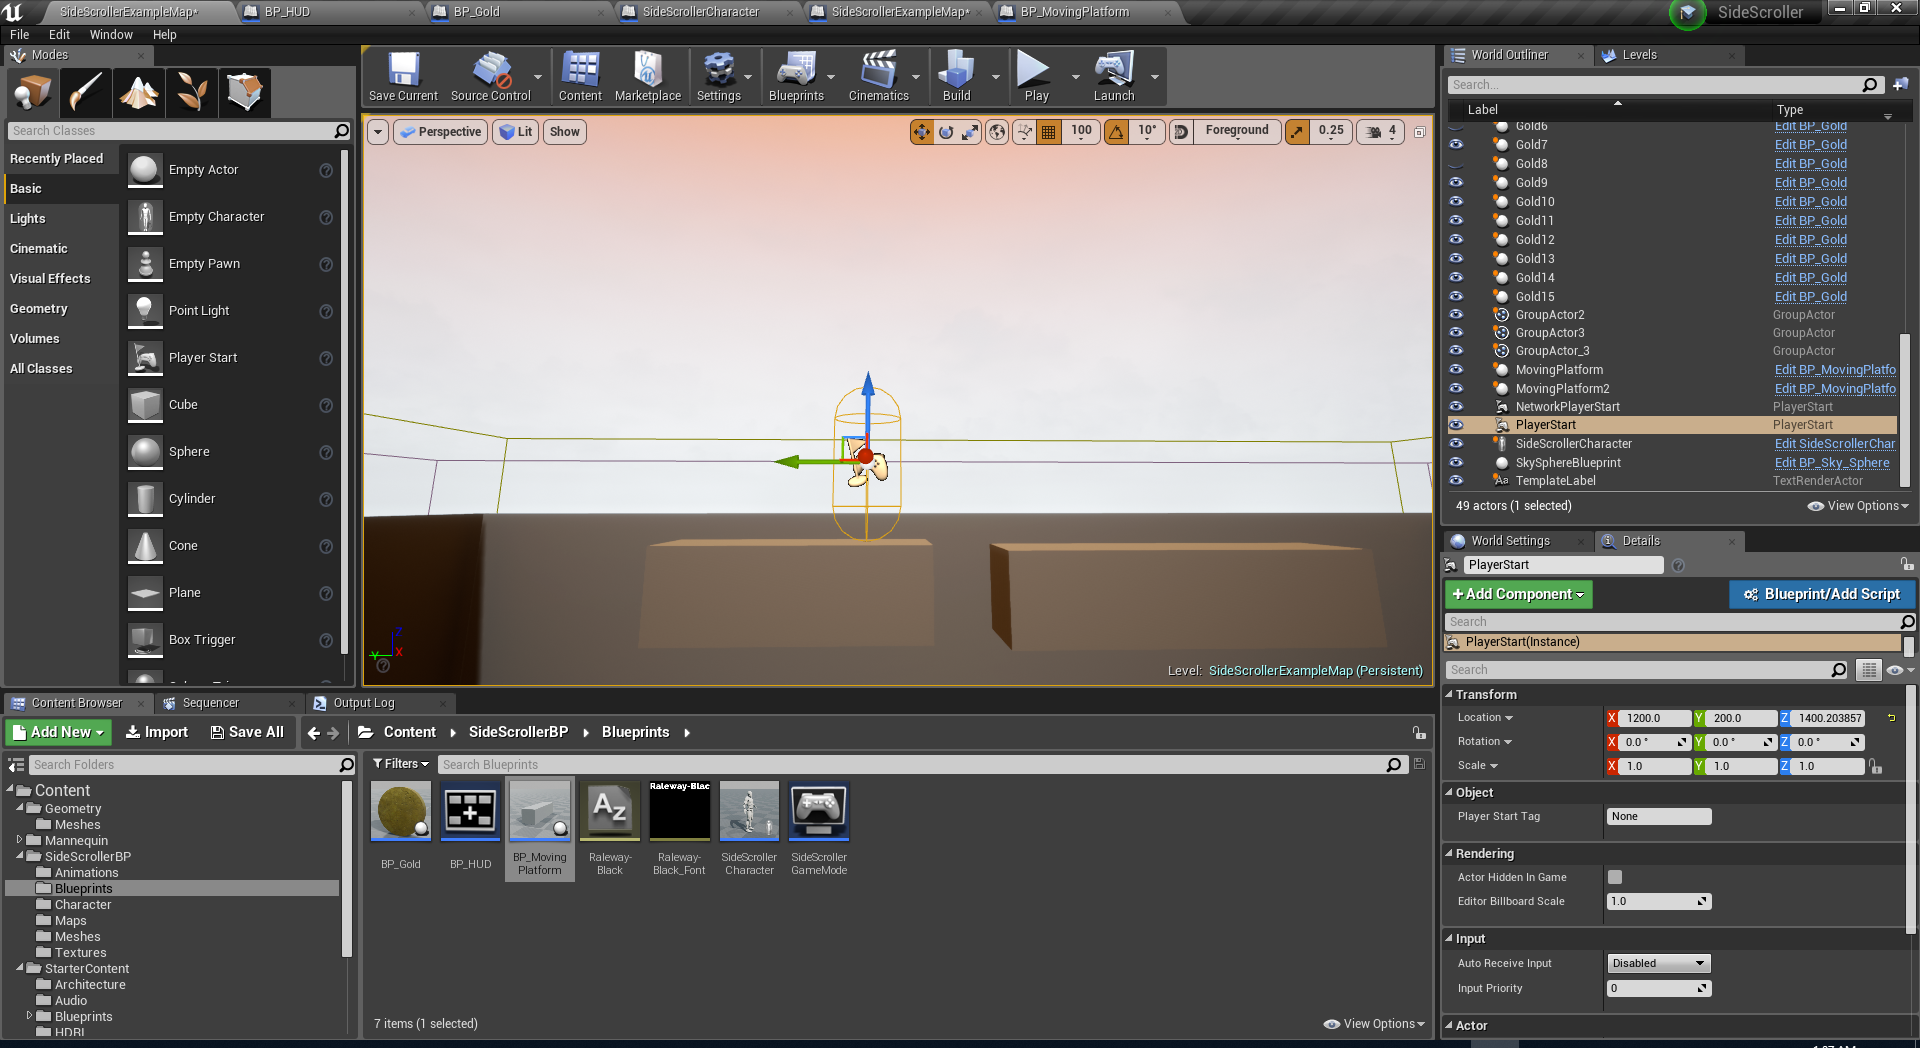 SideScrollerExampleMap*
BP_HUD
BP_Gold
SideScrollerCharacter
SideScrollerExampleMap*
BP_MovingPlatform
SideScroller
File Edit Window Help
Modes
Search Classes
Recently Placed
Basic
Lights
Cinematic
Visual Effects
Geometry
Volumes
All Classes
Empty Actor
Empty Character
Empty Pawn
Point Light
Player Start
Cube
Sphere
Cylinder
Cone
Plane
Box Trigger
Save Current
Source Control
Content
Marketplace
Settings
Blueprints
Cinematics
Build
Play
Launch
Perspective
Lit
Show
100
10°
Foreground
0.25
4
Z
Y
X
Level: SideScrollerExampleMap (Persistent)
World Outliner
Levels
Search...
Label Type
Gold6 Edit BP_Gold
Gold7 Edit BP_Gold
Gold8 Edit BP_Gold
Gold9 Edit BP_Gold
Gold10 Edit BP_Gold
Gold11 Edit BP_Gold
Gold12 Edit BP_Gold
Gold13 Edit BP_Gold
Gold14 Edit BP_Gold
Gold15 Edit BP_Gold
GroupActor2 GroupActor
GroupActor3 GroupActor
GroupActor_3 GroupActor
MovingPlatform Edit BP_MovingPlatfo
MovingPlatform2 Edit BP_MovingPlatfo
NetworkPlayerStart PlayerStart
PlayerStart PlayerStart
SideScrollerCharacter Edit SideScrollerChar
SkySphereBlueprint Edit BP_Sky_Sphere
Aa TemplateLabel TextRenderActor
49 actors (1 selected)
View Options
World Settings
Details
PlayerStart
+Add Component
Blueprint/Add Script
Search
PlayerStart(Instance)
Search
Transform
Location X 1200.0 Y 200.0 Z 1400.203857
Rotation X 0.0 ° Y 0.0 ° Z 0.0 °
Scale X 1.0 Y 1.0 Z 1.0
Object
Player Start Tag None
Rendering
Actor Hidden In Game
Editor Billboard Scale 1.0
Input
Auto Receive Input Disabled
Input Priority 0
Actor
Content Browser
Sequencer
Output Log
Add New
Import
Save All
Content
SideScrollerBP
Blueprints
Search Folders
Content
Geometry
Meshes
Mannequin
SideScrollerBP
Animations
Blueprints
Character
Maps
Meshes
Textures
StarterContent
Architecture
Audio
Blueprints
HDRI
Filters
Search Blueprints
Az
Raleway-Blac
BP_Gold
BP_HUD
BP_Moving
Platform
Raleway-
Black
Raleway-
Black_Font
SideScroller
Character
SideScroller
GameMode
7 items (1 selected)
View Options